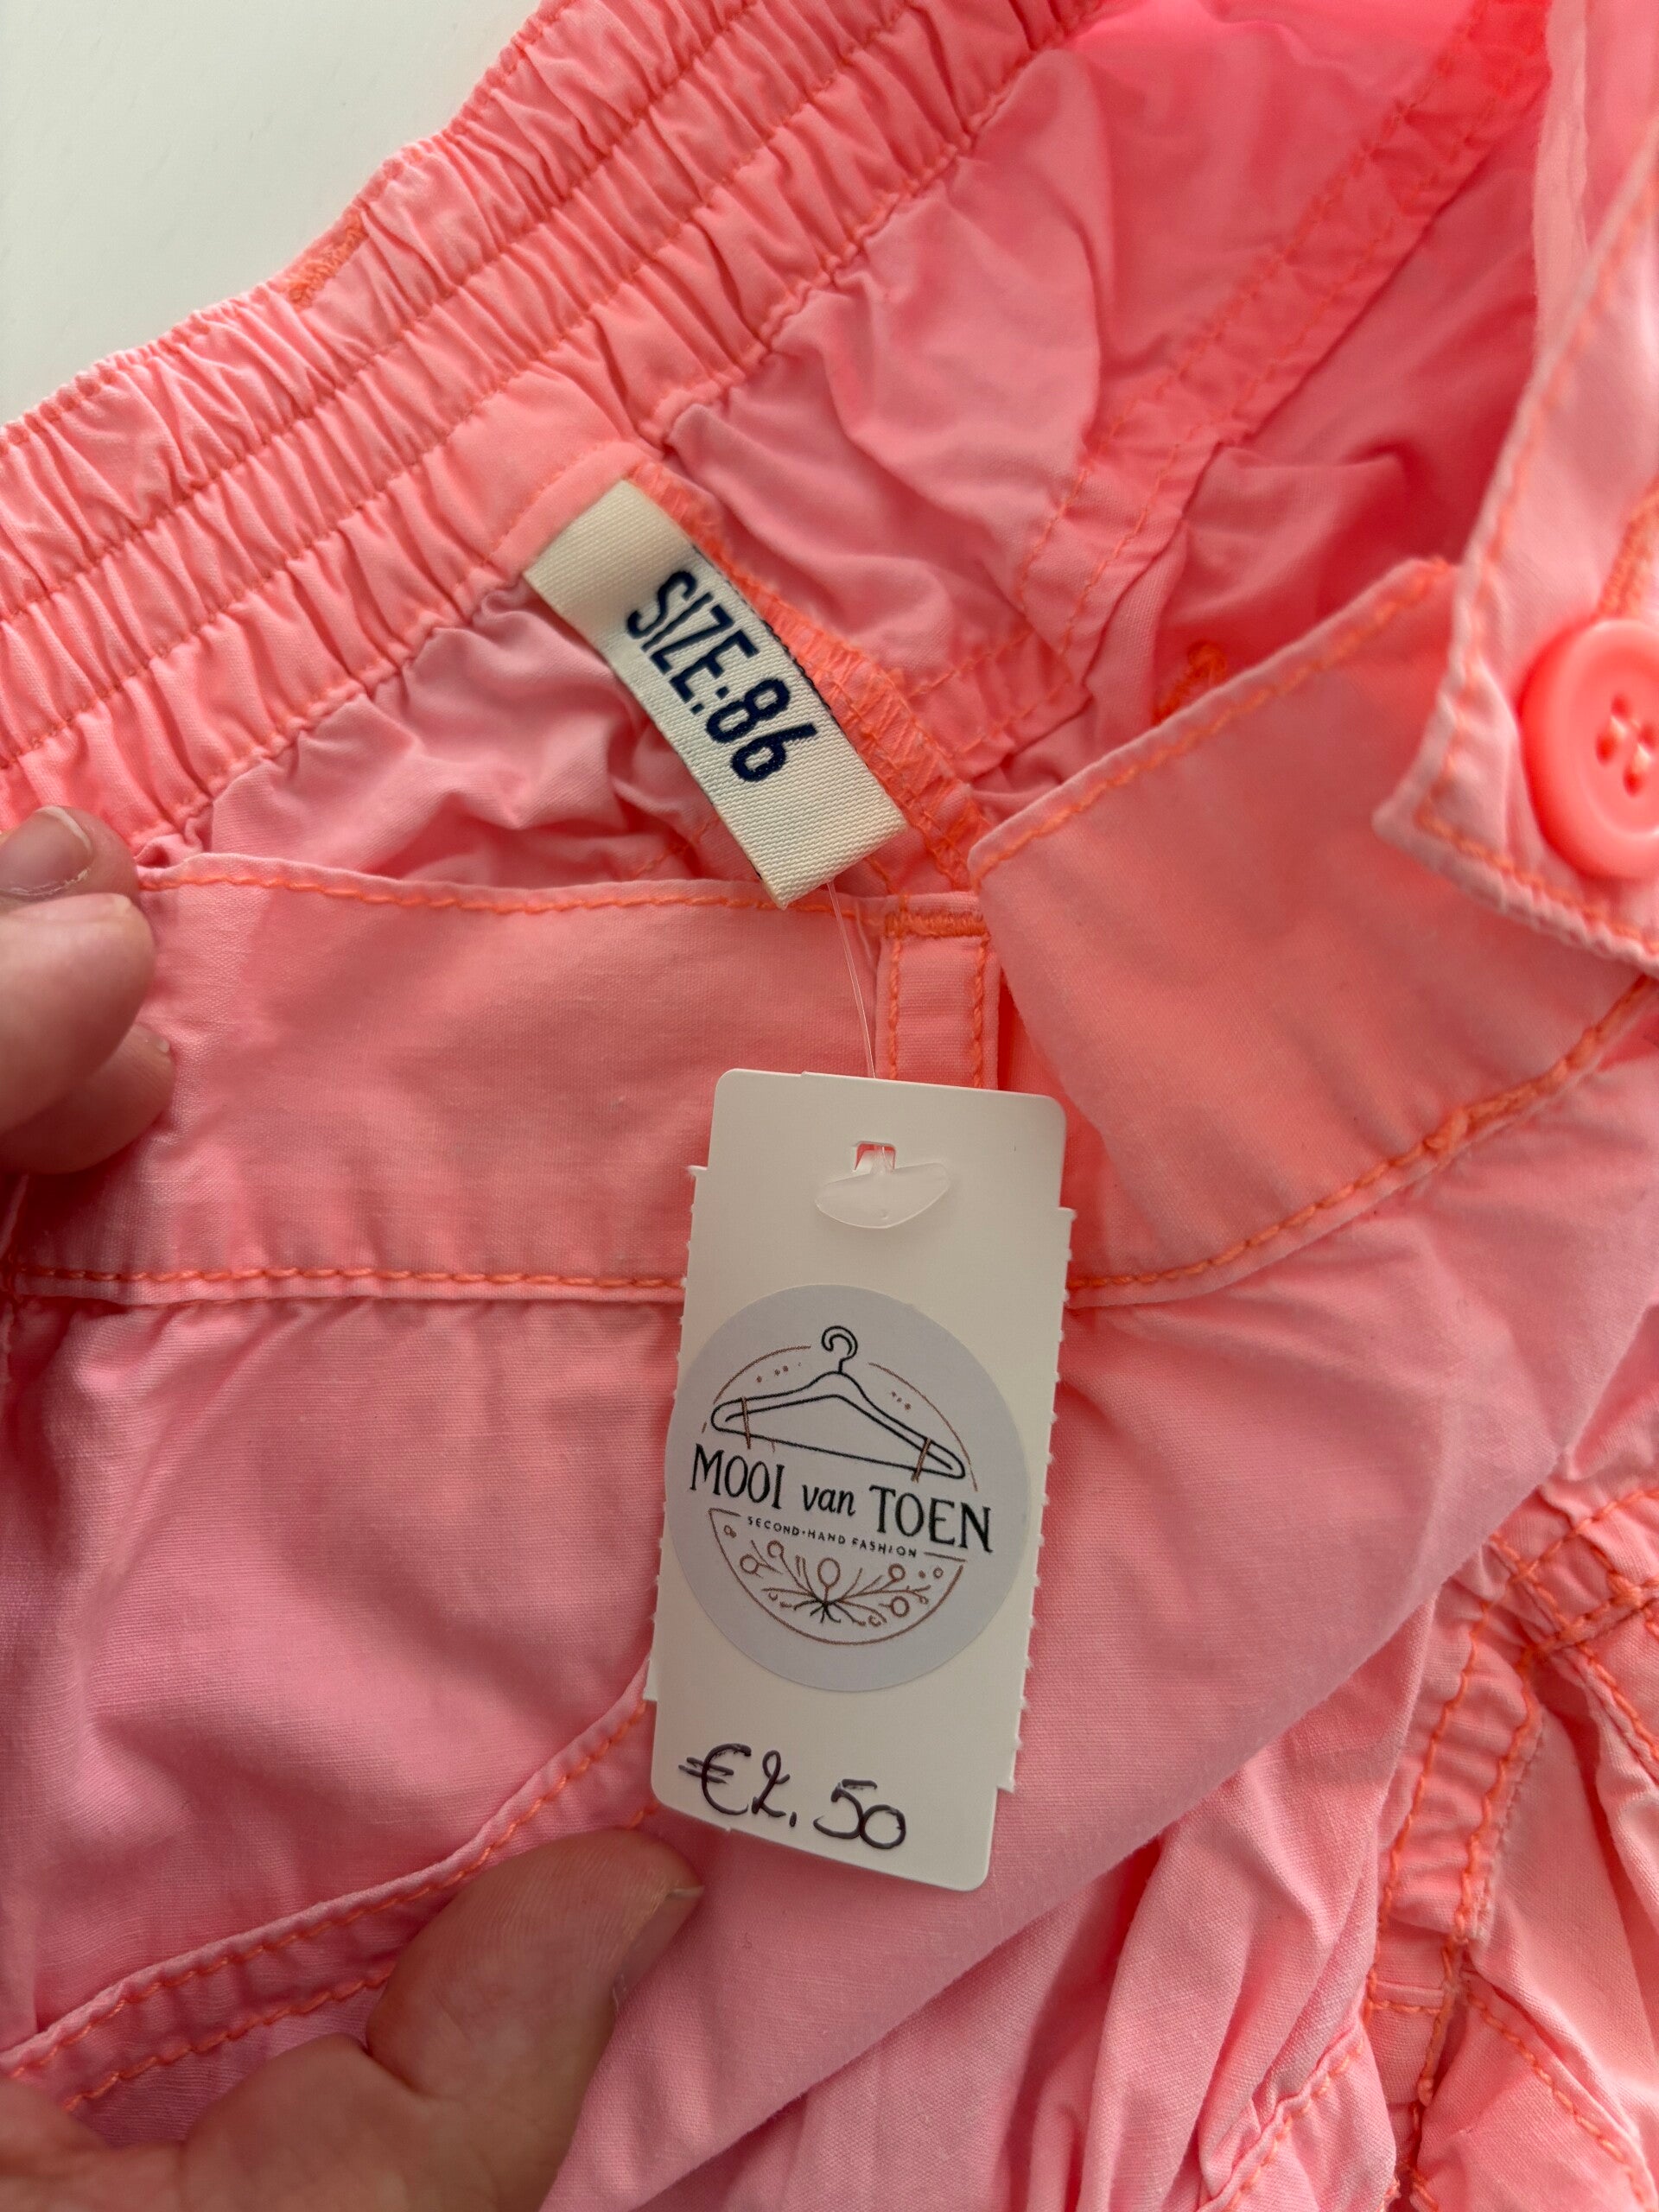 SIZE:86
MOOI van TOEN
SECOND-HAND FASHION
€2.50